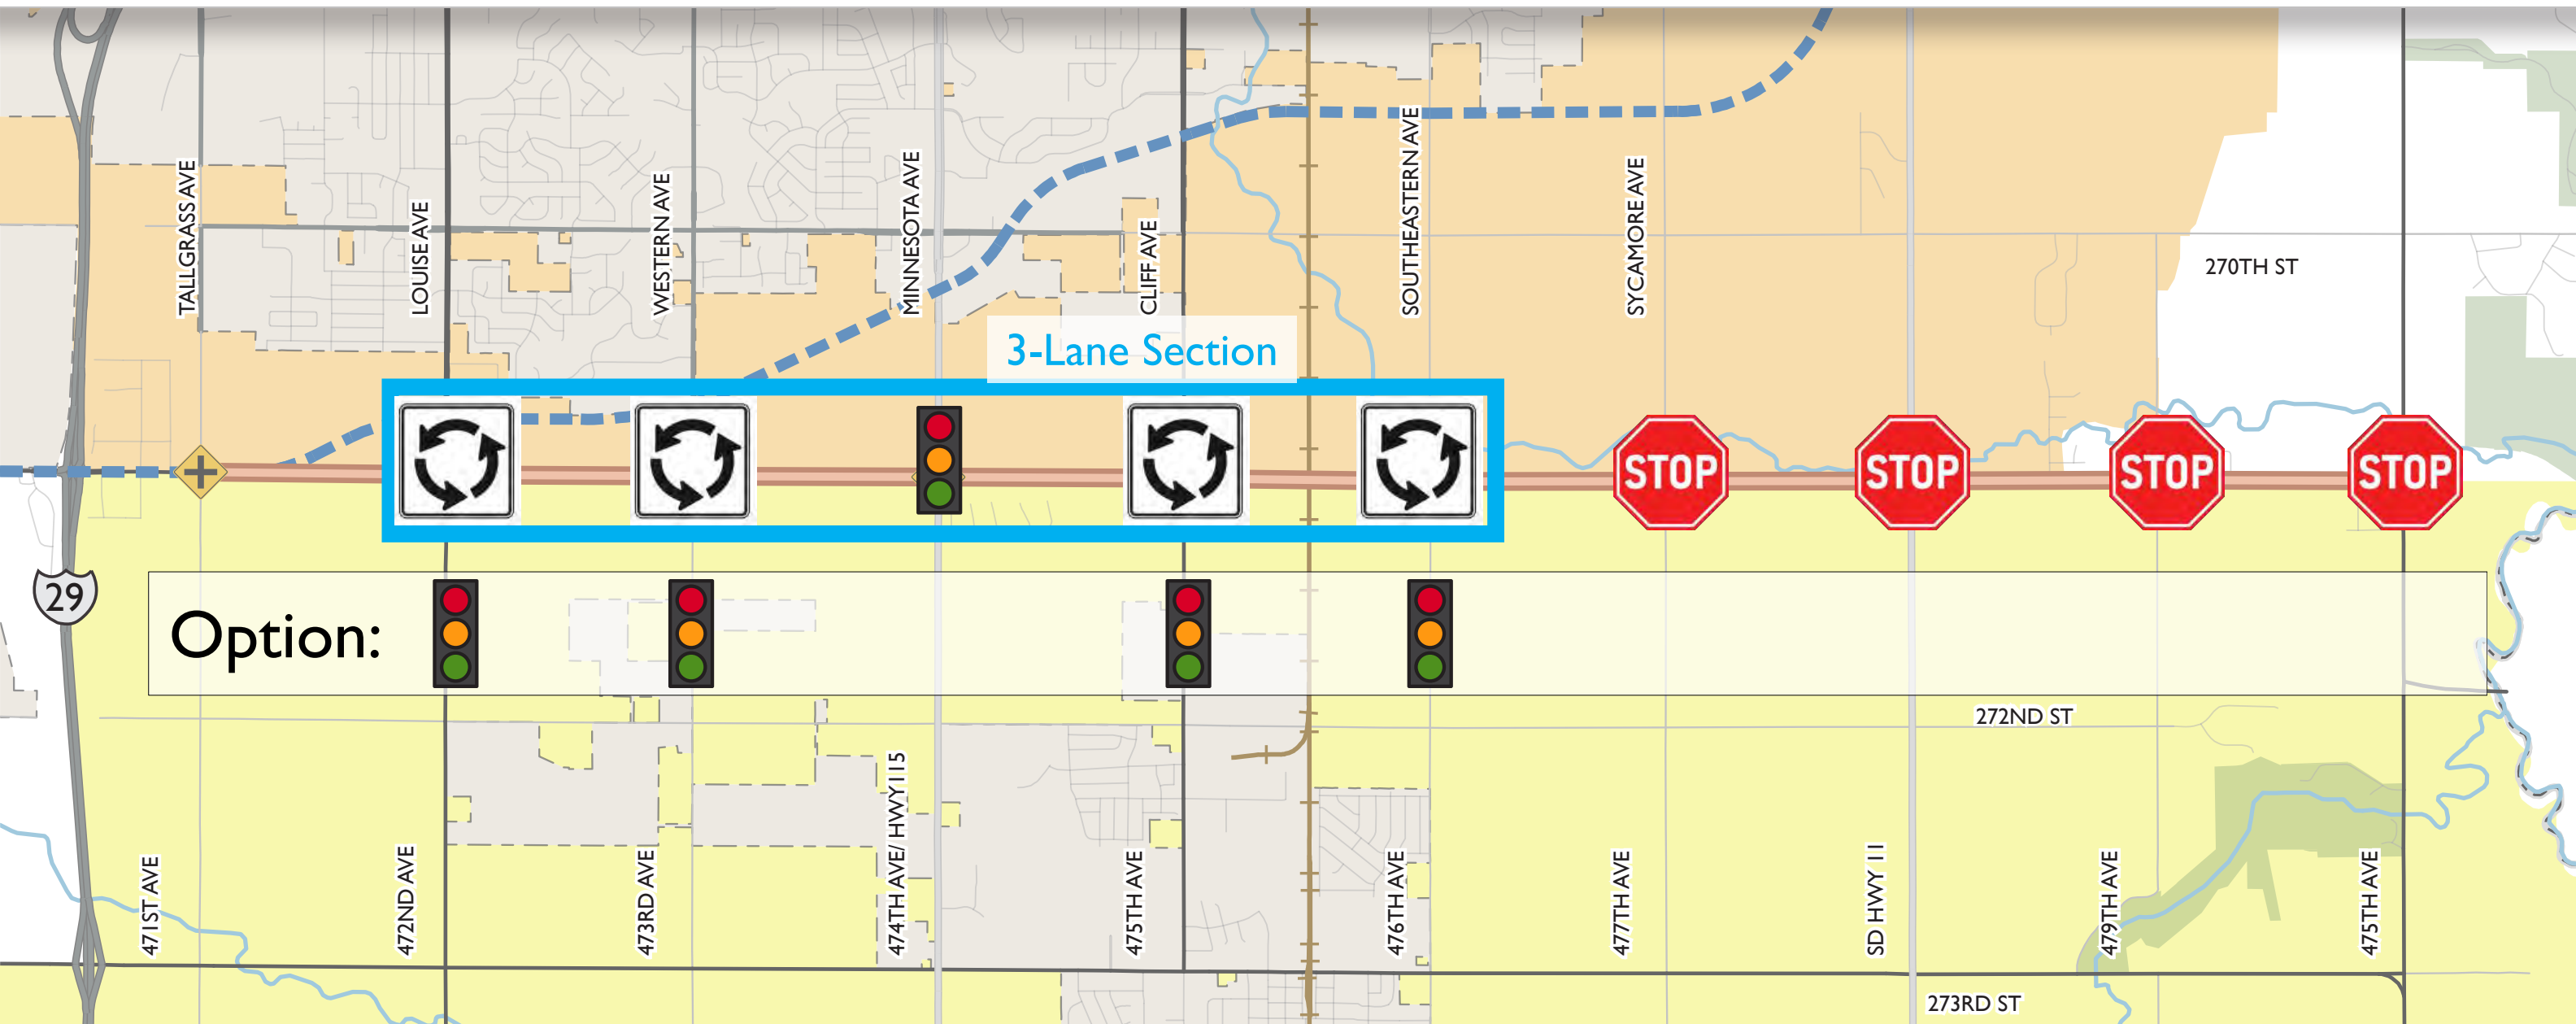 TALLGRASS AVE
LOUISE AVE
WESTERN AVE
MINNESOTA AVE
CLIFF AVE
SOUTHEASTERN AVE
SYCAMORE AVE
270TH ST
3-Lane Section
STOP
STOP
STOP
STOP
29
Option:
272ND ST
471ST AVE
472ND AVE
473RD AVE
474TH AVE/ HWY 115
475TH AVE
476TH AVE
477TH AVE
SD HWY 11
479TH AVE
475TH AVE
273RD ST